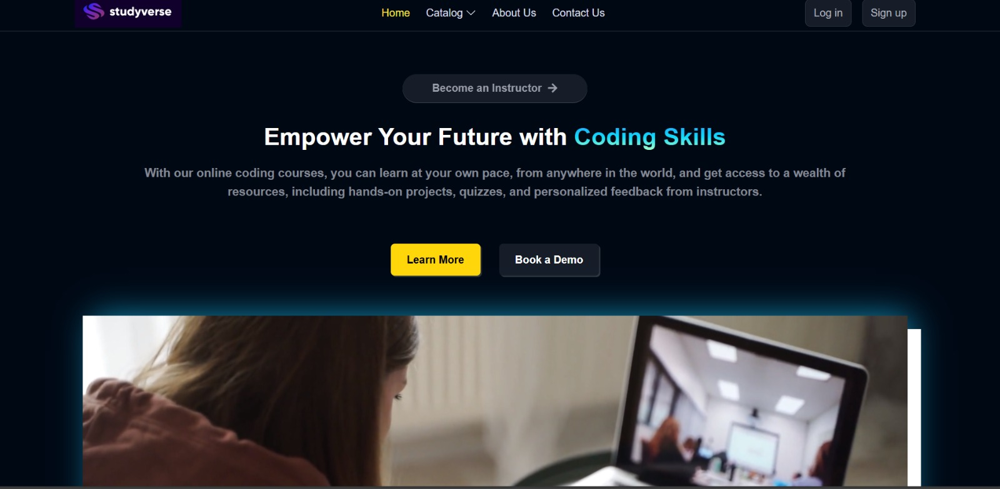 studyverse
Home Catalog About Us Contact Us
Log in Sign up
Become an Instructor
Empower Your Future with Coding Skills
With our online coding courses, you can learn at your own pace, from anywhere in the world, and get access to a wealth of
resources, including hands-on projects, quizzes, and personalized feedback from instructors.
Learn More Book a Demo